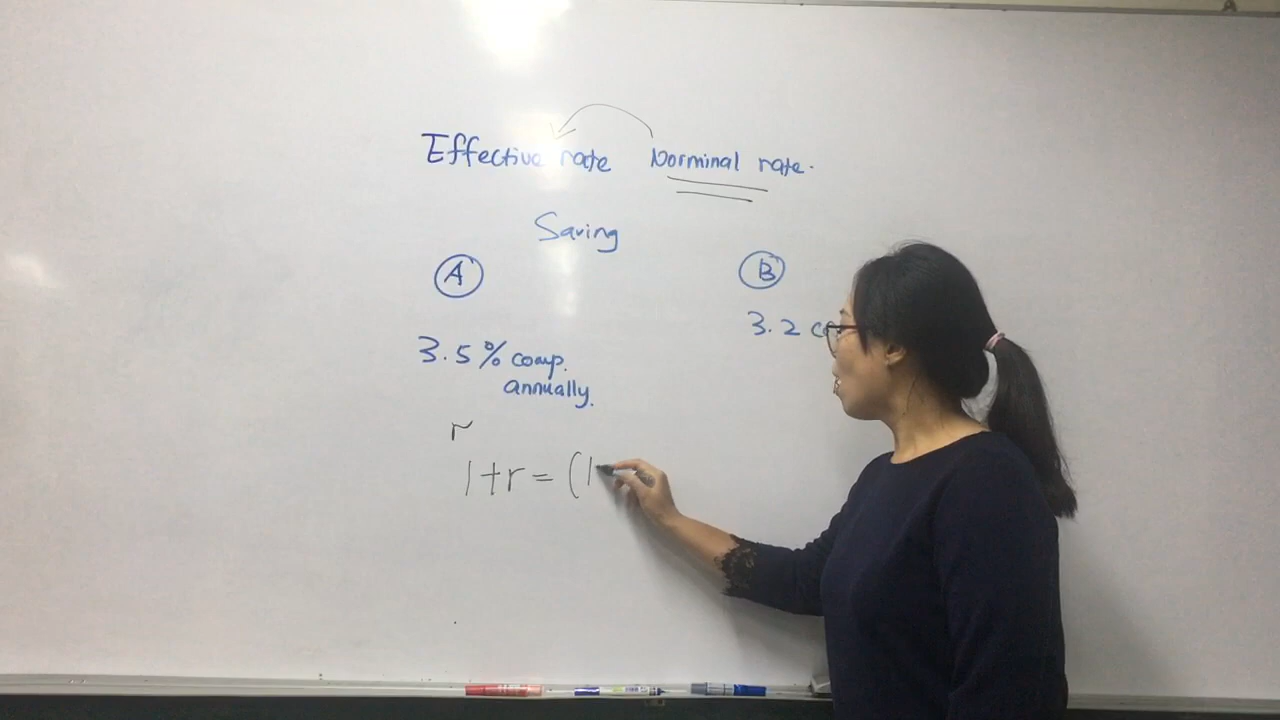 Effective rate Norminal rate.
Saving
A B
3.5% comp. 3.2
annually.
r
1+r = (1